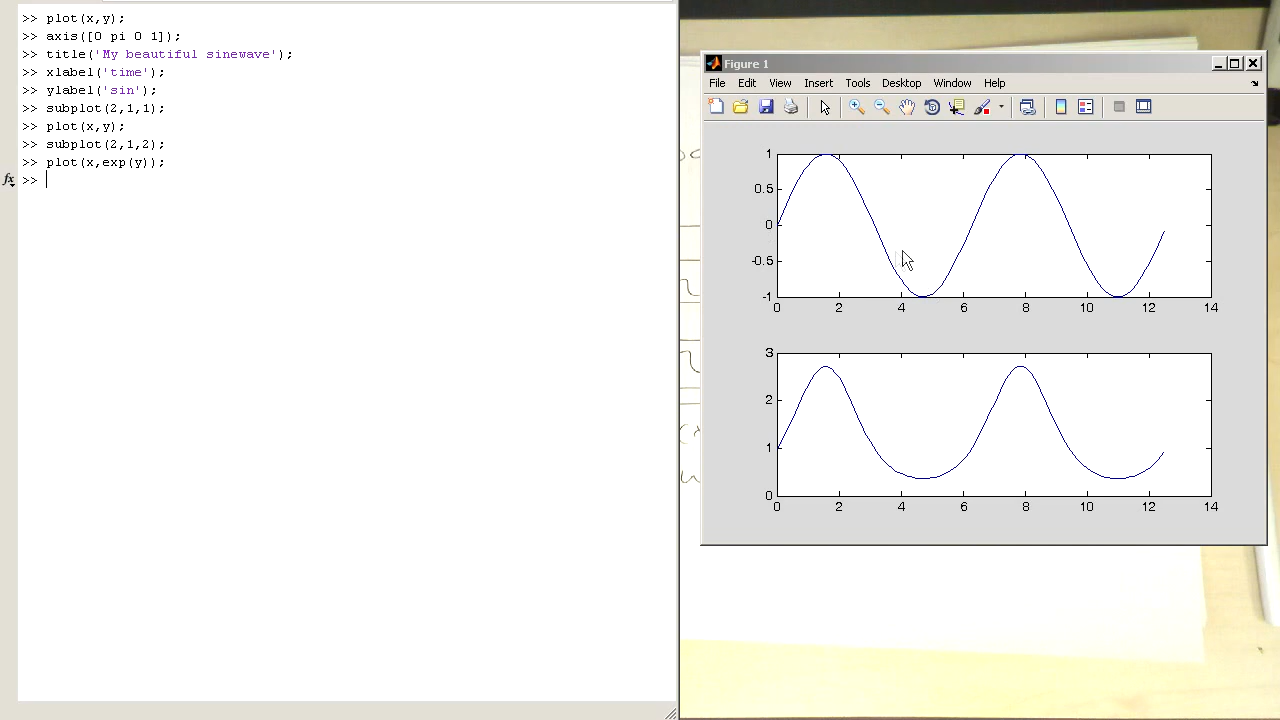 >> plot(x,y);
>> axis([0 pi 0 1]);
>> title('My beautiful sinewave');
>> xlabel('time');
>> ylabel('sin');
>> subplot(2,1,1);
>> plot(x,y);
>> subplot(2,1,2);
>> plot(x,exp(y));
fx >>
Figure 1
File Edit View Insert Tools Desktop Window Help
1
0.5
0
-0.5
-1
0 2 4 6 8 10 12 14
3
2
1
0
0 2 4 6 8 10 12 14